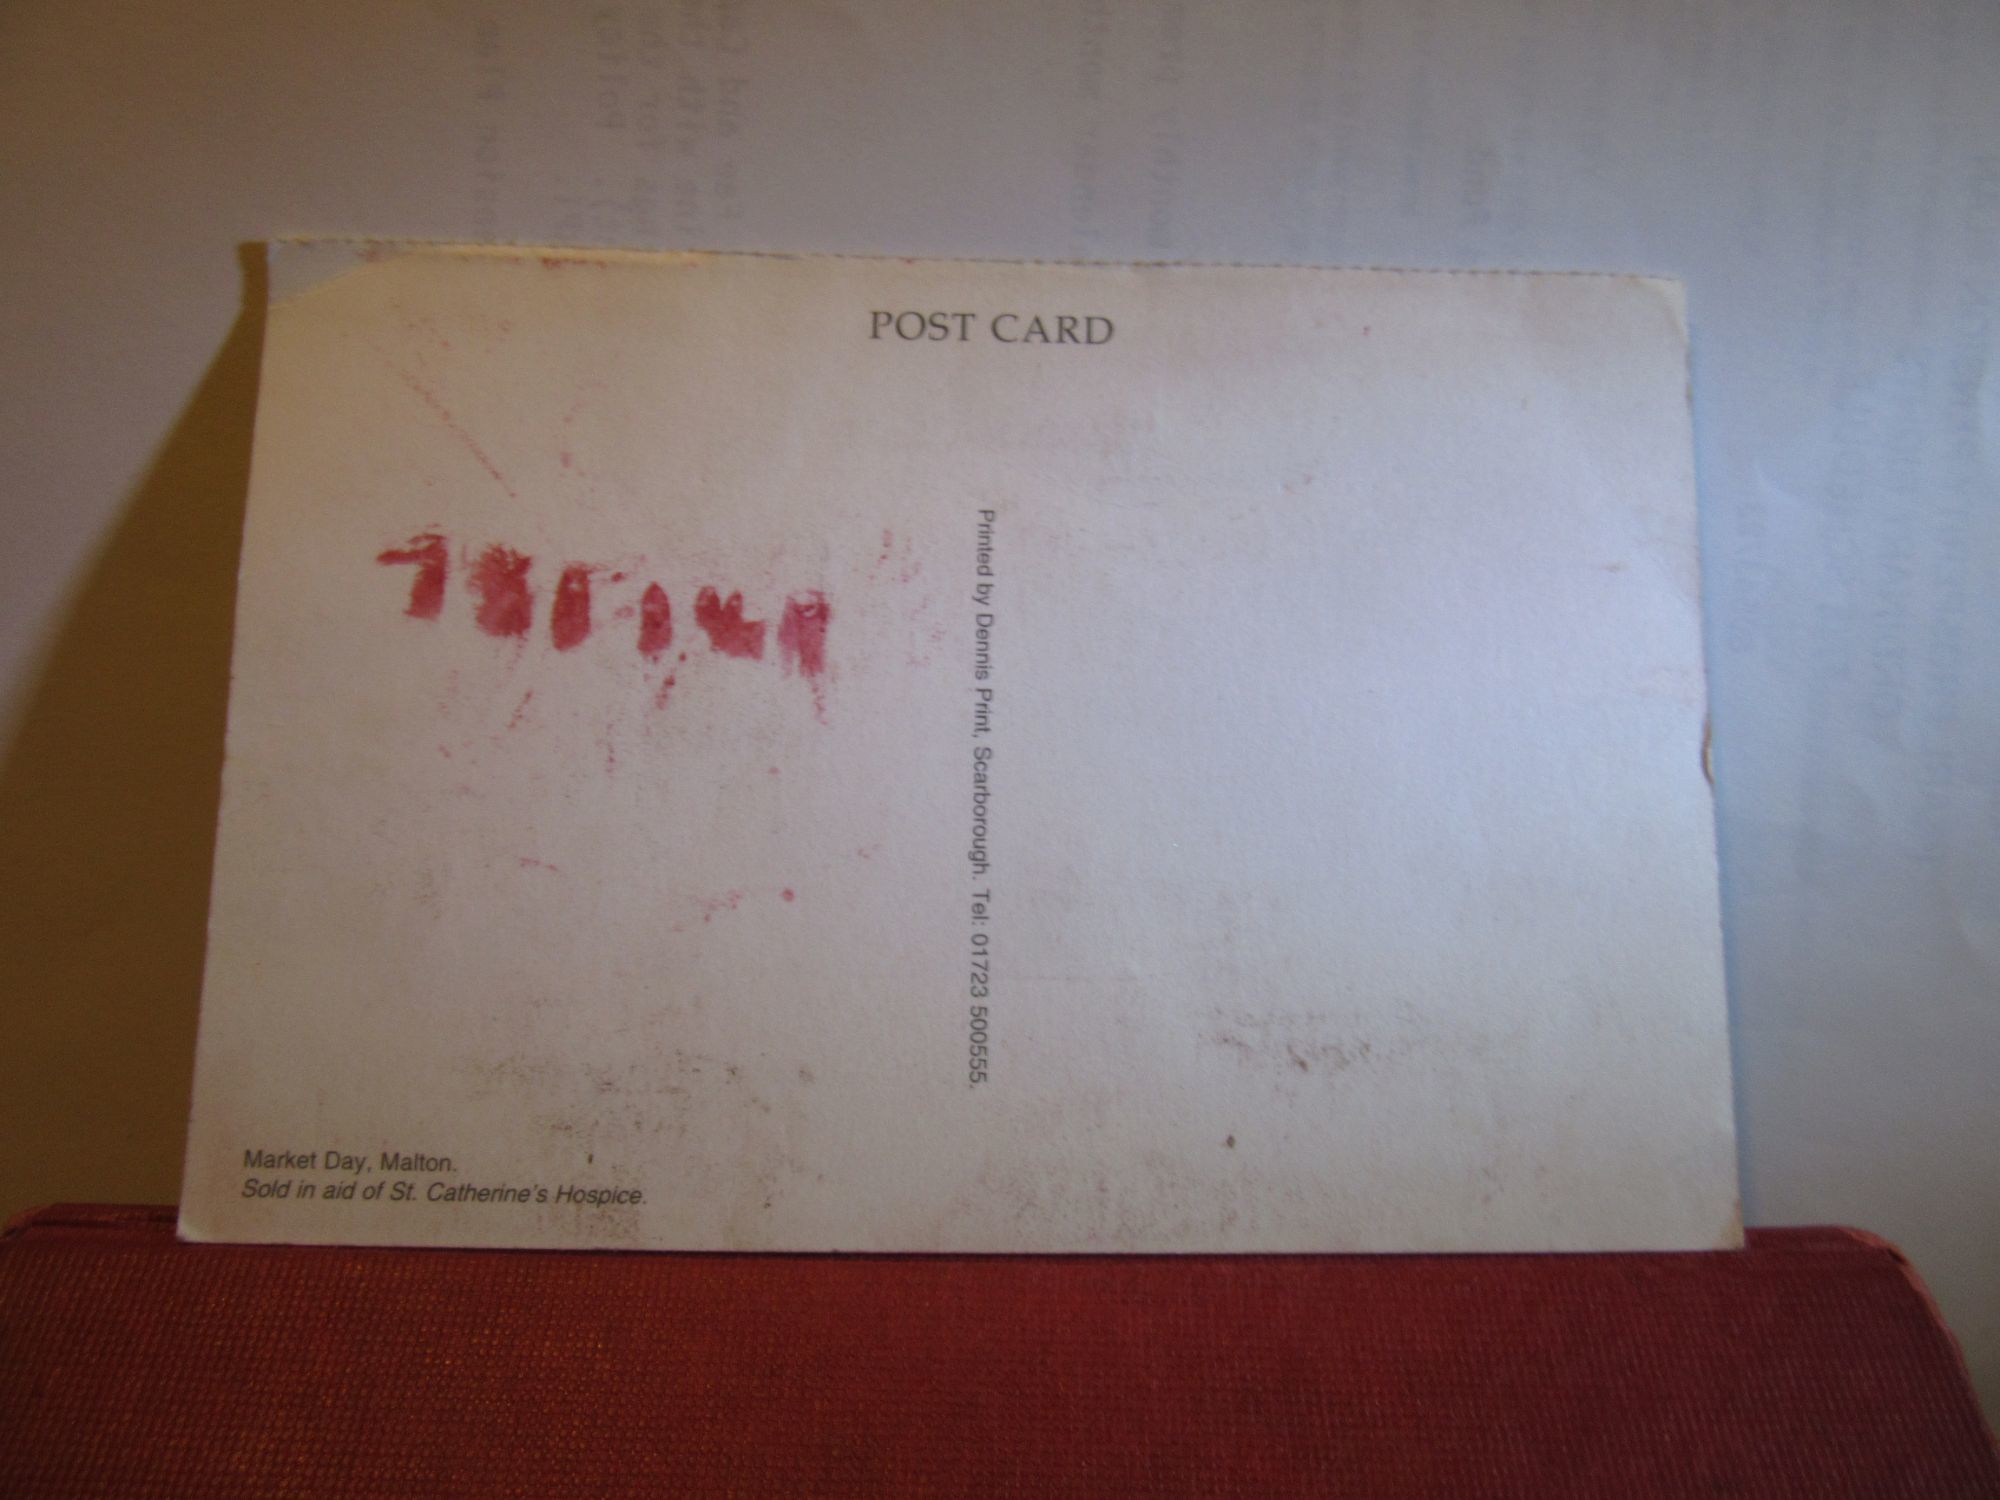 POST CARD
Printed by Dennis Print, Scarborough. Tel: 01723 500555.
Market Day, Malton.
Sold in aid of St. Catherine's Hospice.